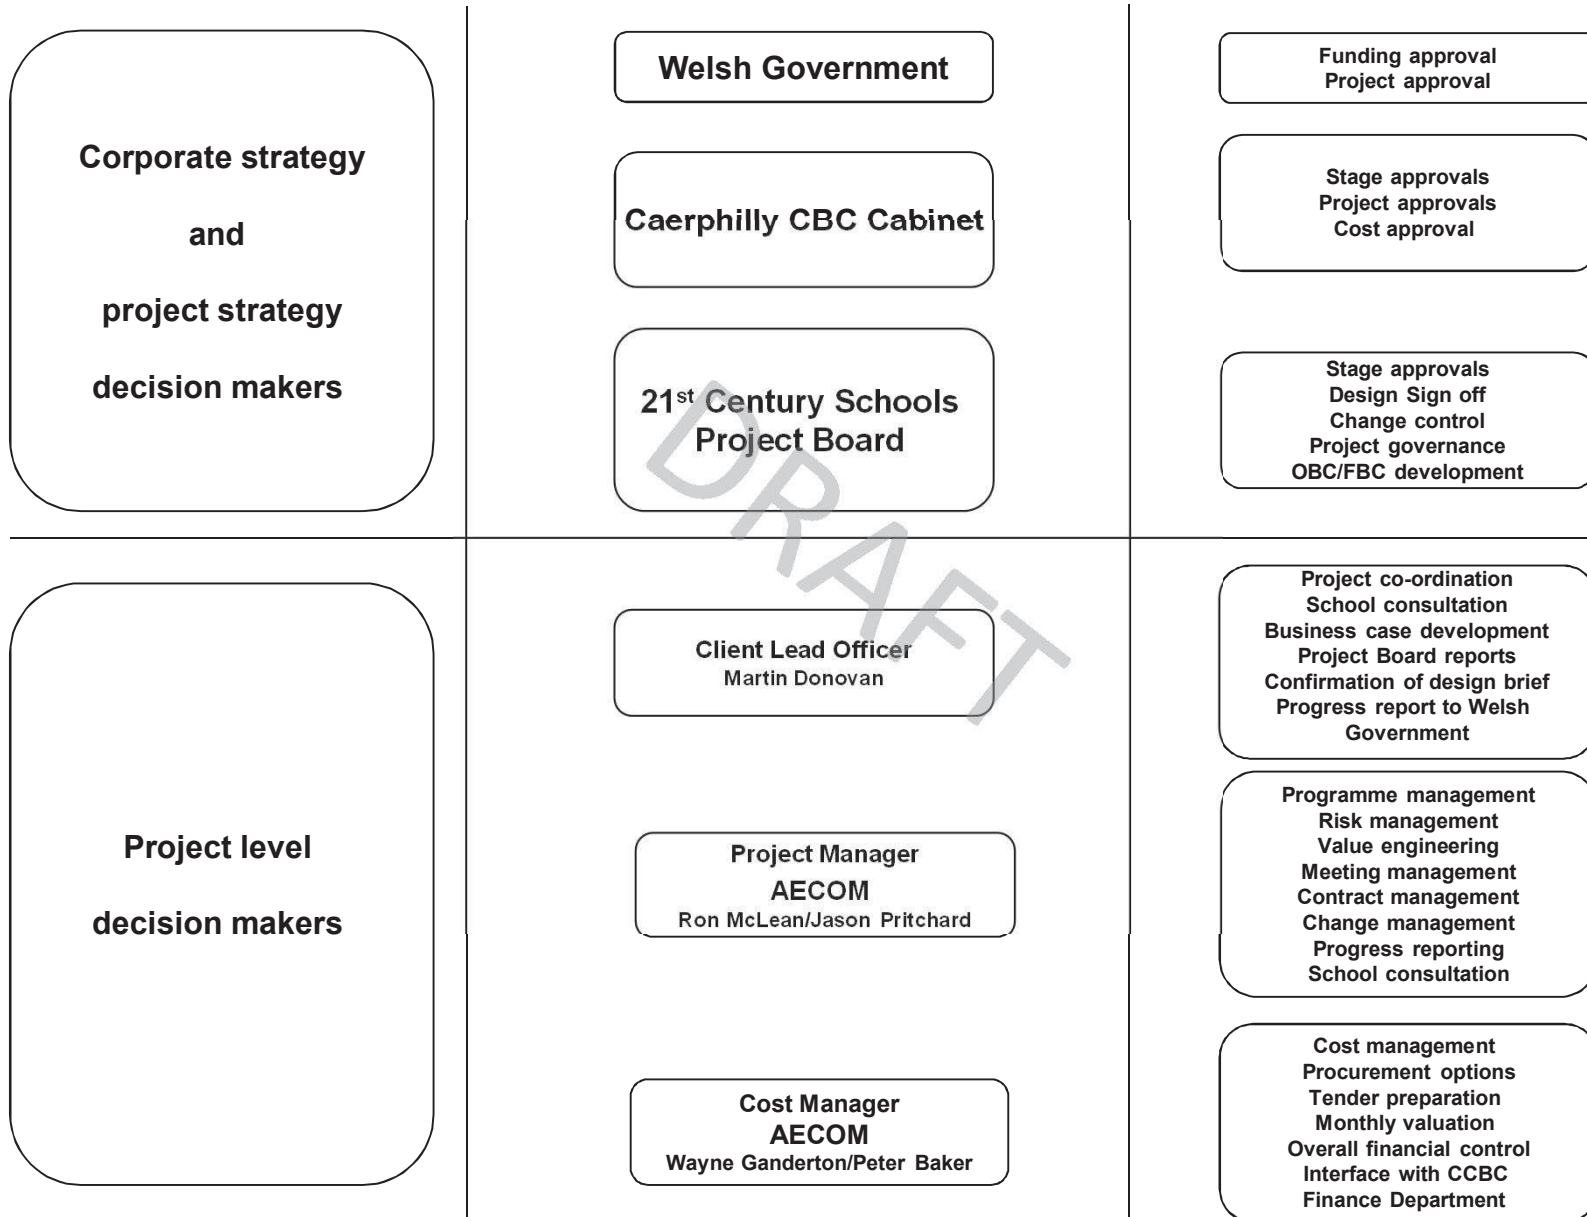 Corporate strategy
and
project strategy
decision makers
Welsh Government
Caerphilly CBC Cabinet
21st Century Schools
Project Board
Funding approval
Project approval
Stage approvals
Project approvals
Cost approval
Stage approvals
Design Sign off
Change control
Project governance
OBC/FBC development
DRAFT
Project level
decision makers
Client Lead Officer
Martin Donovan
Project Manager
AECOM
Ron McLean/Jason Pritchard
Cost Manager
AECOM
Wayne Ganderton/Peter Baker
Project co-ordination
School consultation
Business case development
Project Board reports
Confirmation of design brief
Progress report to Welsh
Government
Programme management
Risk management
Value engineering
Meeting management
Contract management
Change management
Progress reporting
School consultation
Cost management
Procurement options
Tender preparation
Monthly valuation
Overall financial control
Interface with CCBC
Finance Department